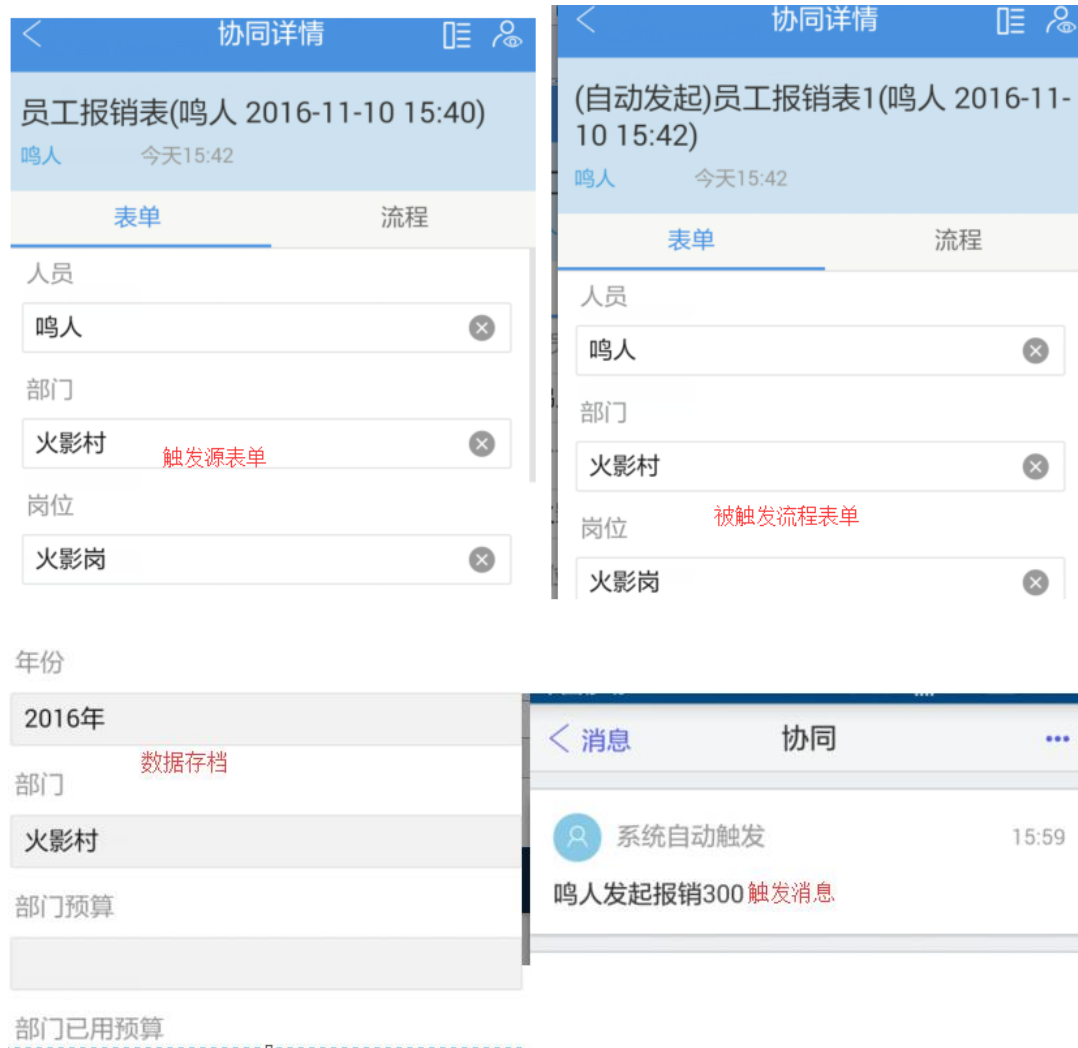 协同详情
员工报销表(鸣人 2016-11-10 15:40)
鸣人 今天15:42
表单 流程
人员
鸣人
部门
火影村
触发源表单
岗位
火影岗
协同详情
(自动发起)员工报销表1(鸣人 2016-11-
10 15:42)
鸣人 今天15:42
表单 流程
人员
鸣人
部门
火影村
被触发流程表单
岗位
火影岗
年份
2016年
数据存档
部门
火影村
部门预算
部门已用预算
消息 协同
系统自动触发 15:59
鸣人发起报销300 触发消息